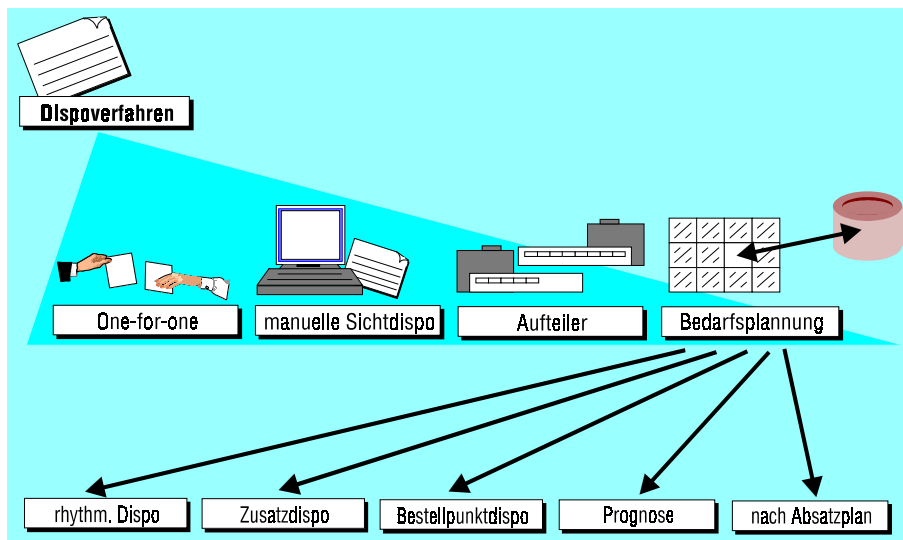 DIspoverfahren
One-for-one
manuelle Sichtdispo
Aufteiler
Bedarfsplannung
rhythm. Dispo
Zusatzdispo
Bestellpunktdispo
Prognose
nach Absatzplan